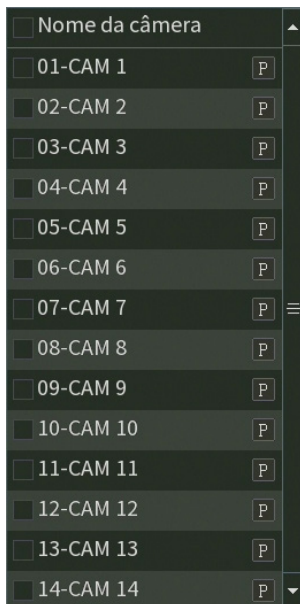 Nome da câmera
01-CAM 1 P
02-CAM 2 P
03-CAM 3 P
04-CAM 4 P
05-CAM 5 P
06-CAM 6 P
07-CAM 7 P
08-CAM 8 P
09-CAM 9 P
10-CAM 10 P
11-CAM 11 P
12-CAM 12 P
13-CAM 13 P
14-CAM 14 P